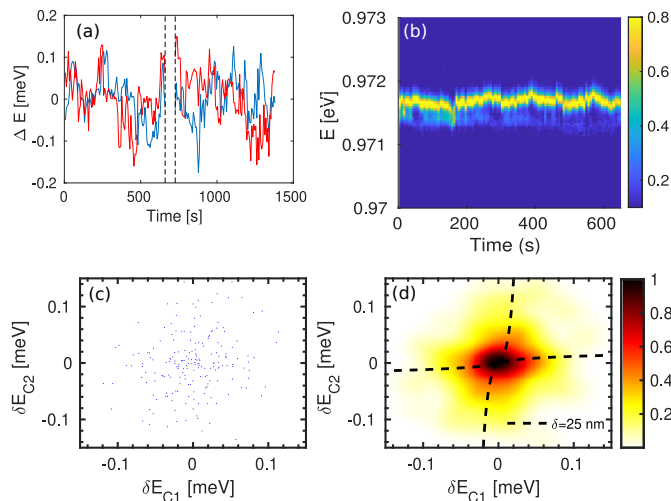 (a)
0.2
0.1
0
-0.1
-0.2
Δ E [meV]
0 500 1000 1500
Time [s]
(b)
0.973
0.972
0.971
0.97
E [eV]
0 200 400 600
Time (s)
0.8
0.6
0.4
0.2
(c)
0.1
0
-0.1
δE_C2 [meV]
-0.1 0 0.1
δE_C1 [meV]
(d)
0.1
0
-0.1
δE_C2 [meV]
δ=25 nm
-0.1 0 0.1
δE_C1 [meV]
1
0.8
0.6
0.4
0.2